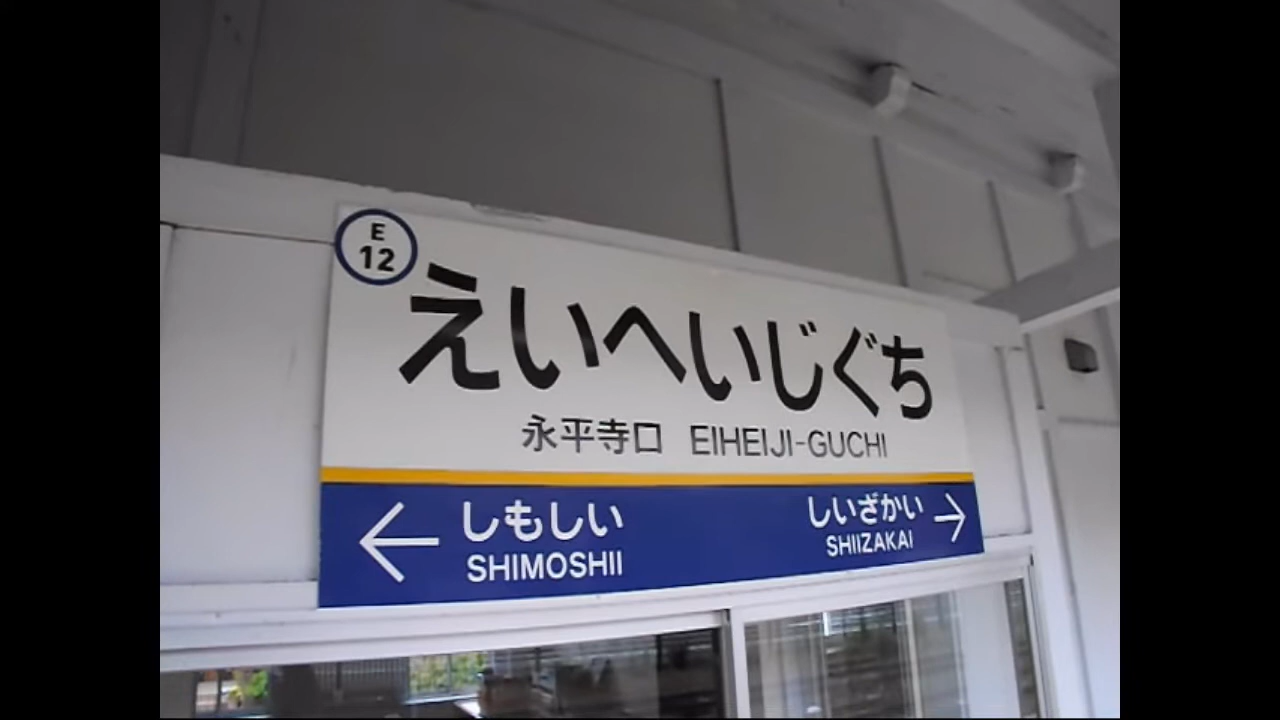 E
12
えいへいじぐち
永平寺口 EIHEIJI-GUCHI
← しもしい
SHIMOSHII
しいざかい →
SHIIZAKAI